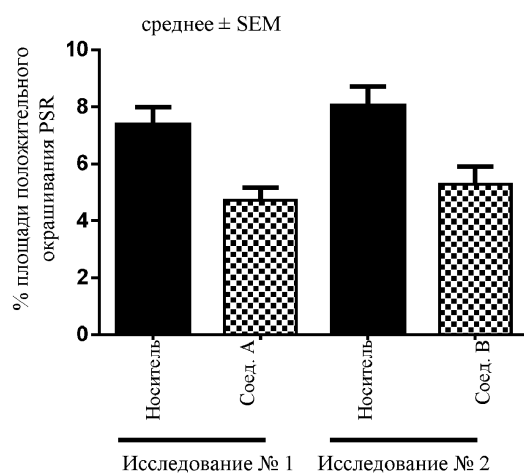 среднее ± SEM
% площади положительного
окрашивания PSR
10
8
6
4
2
0
Носитель
Соед. A
Носитель
Соед. B
Исследование № 1
Исследование № 2